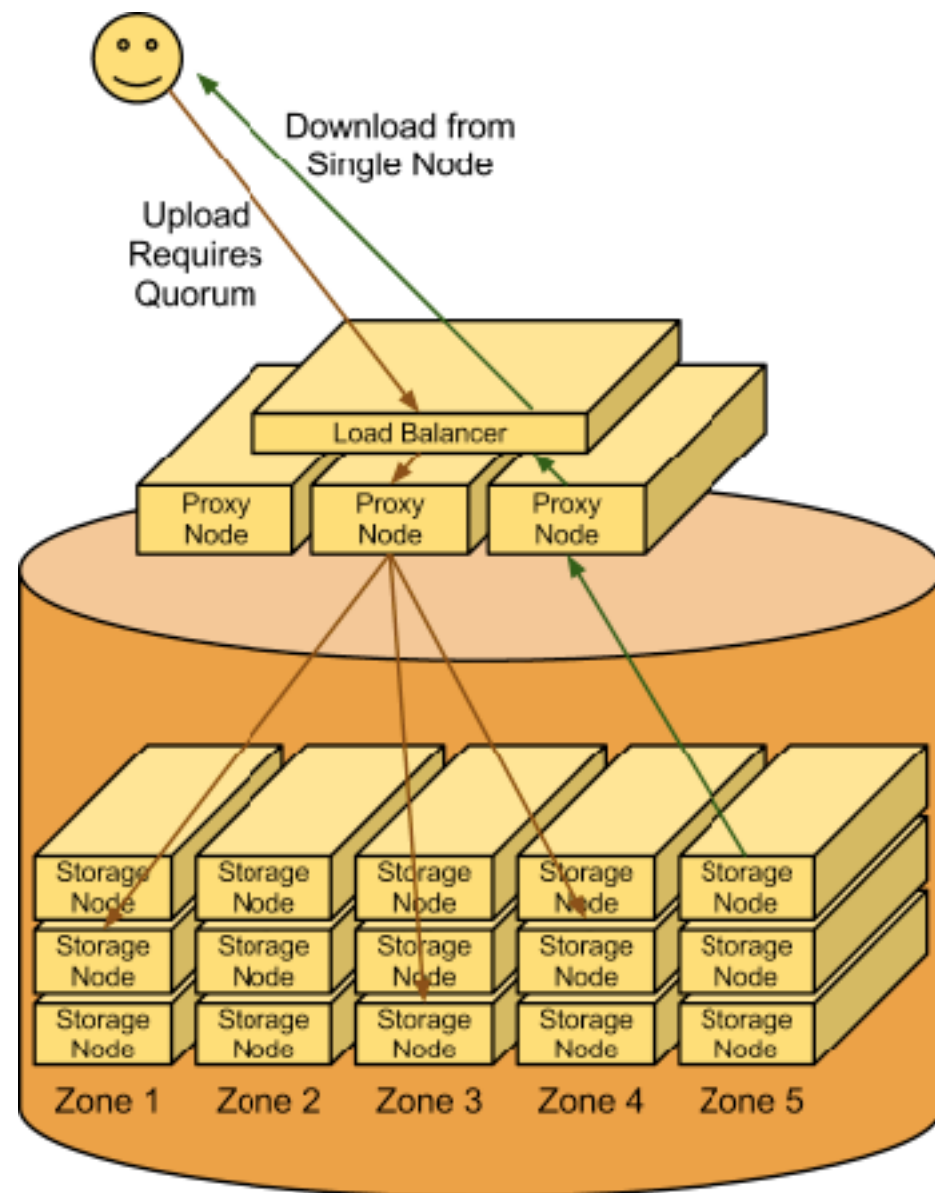 Download from
Single Node
Upload
Requires
Quorum
Load Balancer
Proxy
Node
Proxy
Node
Proxy
Node
Storage
Node
Storage
Node
Storage
Node
Storage
Node
Storage
Node
Storage
Node
Storage
Node
Storage
Node
Storage
Node
Storage
Node
Storage
Node
Storage
Node
Storage
Node
Storage
Node
Storage
Node
Zone 1
Zone 2
Zone 3
Zone 4
Zone 5